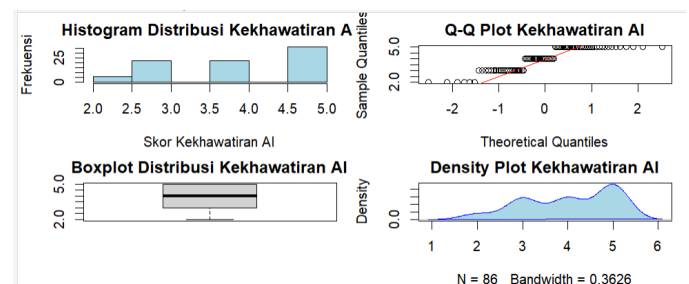 Histogram Distribusi Kekhawatiran A
Frekuensi
0 25
2.0 2.5 3.0 3.5 4.0 4.5 5.0
Skor Kekhawatiran AI
Q-Q Plot Kekhawatiran AI
Sample Quantiles
2.0 5.0
-2 -1 0 1 2
Theoretical Quantiles
Boxplot Distribusi Kekhawatiran AI
2.0 5.0
Density Plot Kekhawatiran AI
Density
0.0
1 2 3 4 5 6
N = 86 Bandwidth = 0.3626